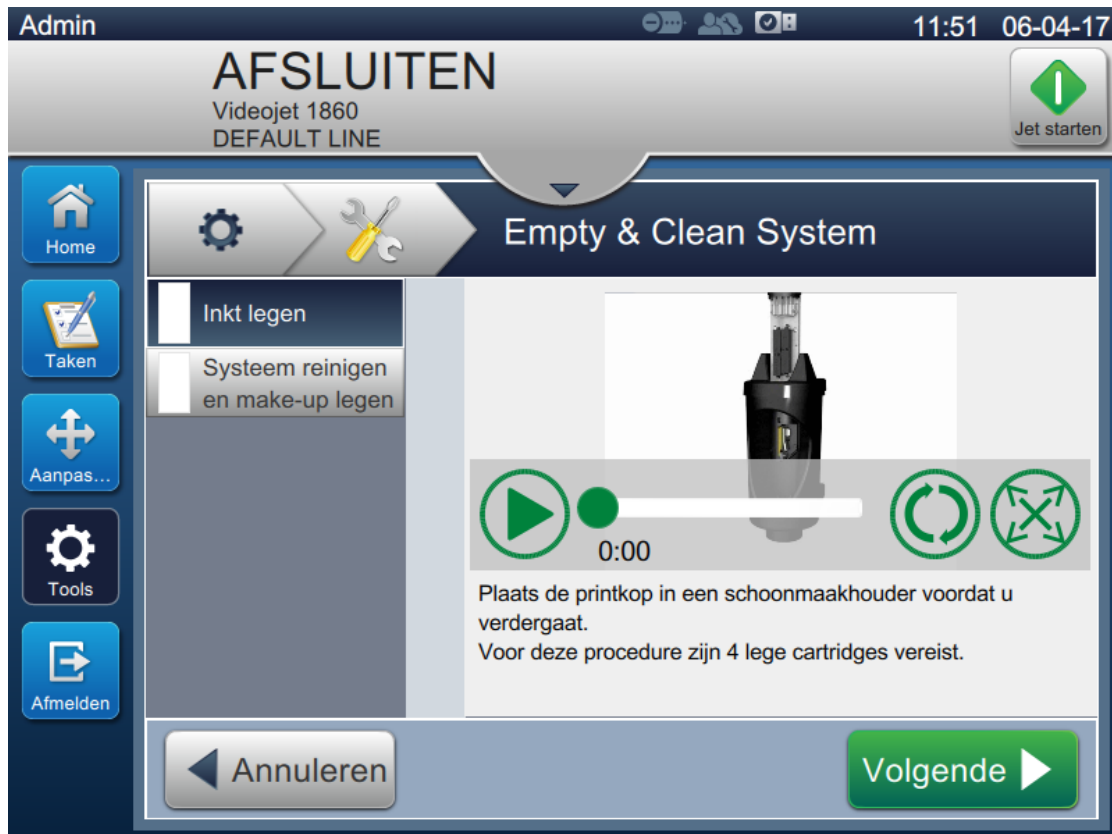 Admin
11:51 06-04-17
AFSLUITEN
Videojet 1860
DEFAULT LINE
Jet starten
Home
Taken
Aanpas...
Tools
Afmelden
Empty & Clean System
Inkt legen
Systeem reinigen
en make-up legen
0:00
Plaats de printkop in een schoonmaakhouder voordat u
verdergaat.
Voor deze procedure zijn 4 lege cartridges vereist.
Annuleren
Volgende